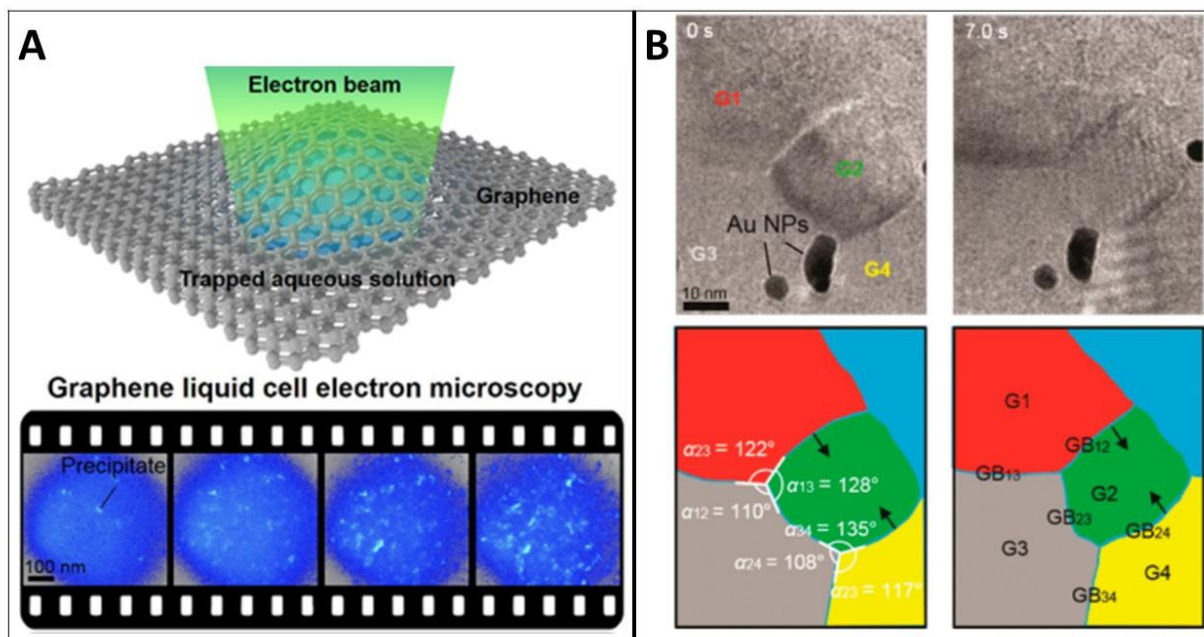 A
Electron beam
Graphene
Trapped aqueous solution
Graphene liquid cell electron microscopy
Precipitate
100 nm
B
0 s
G1
G2
Au NPs
G3
G4
10 nm
7.0 s
α23 = 122°
α13 = 128°
α12 = 110°
α34 = 135°
α24 = 108°
α23 = 117°
G1
GB12
GB13
G2
GB23
GB24
G3
G4
GB34